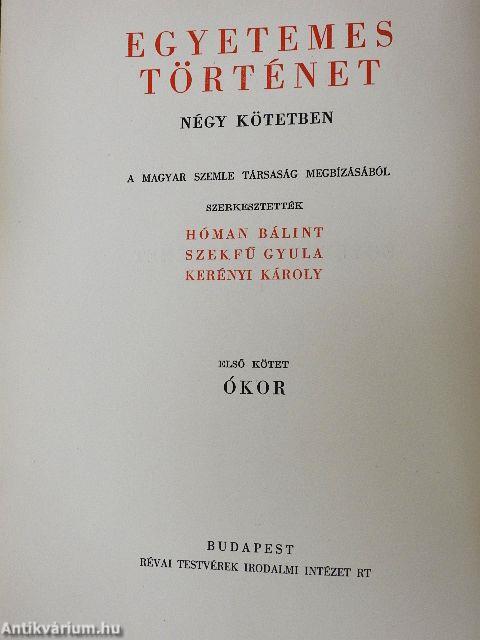 EGYETEMES
TÖRTÉNET
NÉGY KÖTETBEN
A MAGYAR SZEMLE TÁRSASÁG MEGBÍZÁSÁBÓL
SZERKESZTETTÉK
HÓMAN BÁLINT
SZEKFŰ GYULA
KERÉNYI KÁROLY
ELSŐ KÖTET
ÓKOR
BUDAPEST
RÉVAI TESTVÉREK IRODALMI INTÉZET RT
Antikvárium.hu